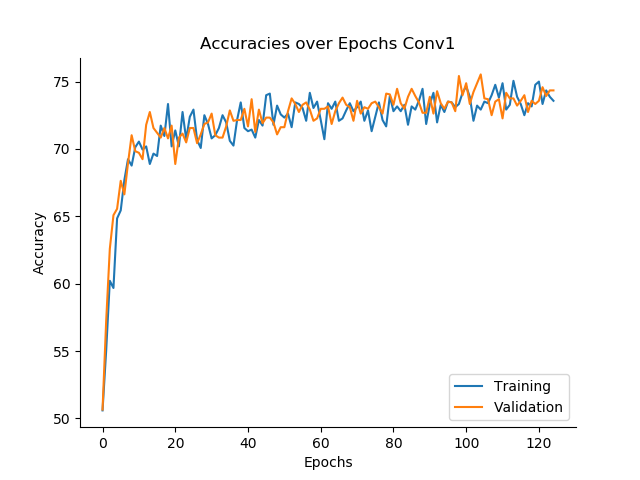 Accuracies over Epochs Conv1
Accuracy
75
70
65
60
55
50
0 20 40 60 80 100 120
Epochs
Training
Validation